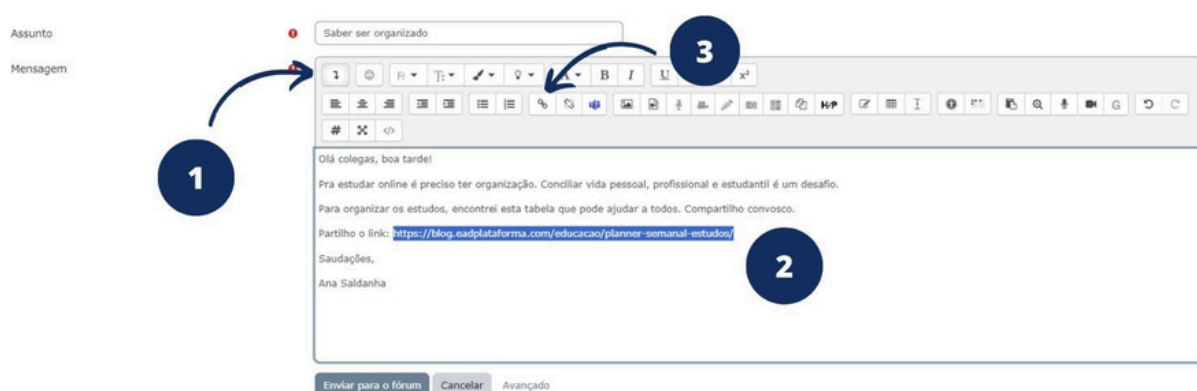 Assunto
Saber ser organizado
Mensagem
3
B I U x²
H-P
G
# </>
1
Olá colegas, boa tarde!
Pra estudar online é preciso ter organização. Conciliar vida pessoal, profissional e estudantil é um desafio.
Para organizar os estudos, encontrei esta tabela que pode ajudar a todos. Compartilho convosco.
Partilho o link: https://blog.eadplataforma.com/educacao/planner-semanal-estudos/
2
Saudações,
Ana Saldanha
Enviar para o fórum Cancelar Avançado